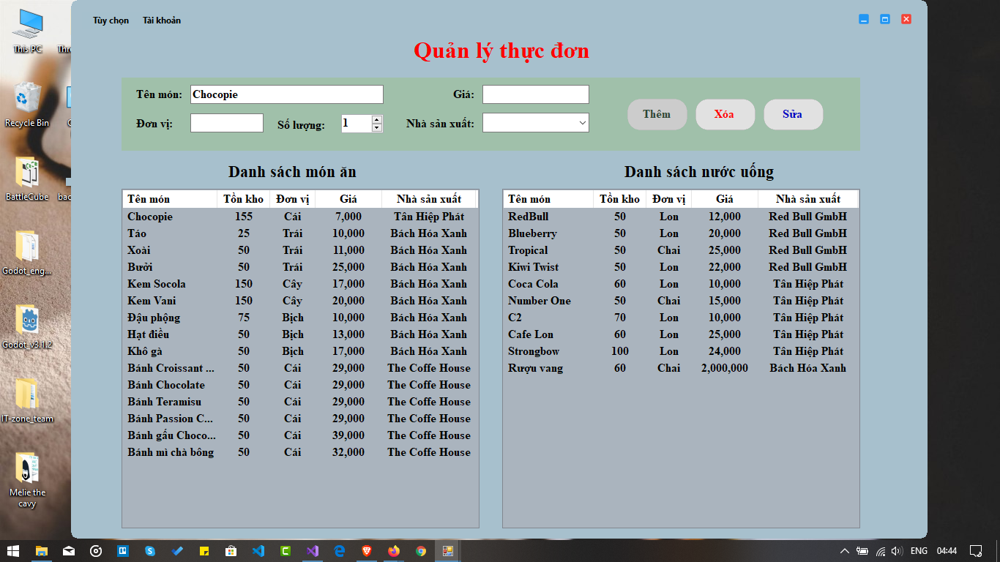 Tùy chọn Tài khoản
Quản lý thực đơn
Tên món: Chocopie Giá:
Đơn vị: Số lượng: 1 Nhà sản xuất:
Thêm Xóa Sửa
Danh sách món ăn
Tên món Tồn kho Đơn vị Giá Nhà sản xuất
Chocopie 155 Cái 7,000 Tân Hiệp Phát
Táo 25 Trái 10,000 Bách Hóa Xanh
Xoài 50 Trái 11,000 Bách Hóa Xanh
Bưởi 50 Trái 25,000 Bách Hóa Xanh
Kem Socola 150 Cây 17,000 Bách Hóa Xanh
Kem Vani 150 Cây 20,000 Bách Hóa Xanh
Đậu phộng 75 Bịch 10,000 Bách Hóa Xanh
Hạt điều 50 Bịch 13,000 Bách Hóa Xanh
Khô gà 50 Bịch 17,000 Bách Hóa Xanh
Bánh Croissant ... 50 Cái 29,000 The Coffe House
Bánh Chocolate 50 Cái 29,000 The Coffe House
Bánh Teramisu 50 Cái 29,000 The Coffe House
Bánh Passion C... 50 Cái 29,000 The Coffe House
Bánh gấu Choco... 50 Cái 39,000 The Coffe House
Bánh mì chà bông 50 Cái 32,000 The Coffe House
Danh sách nước uống
Tên món Tồn kho Đơn vị Giá Nhà sản xuất
RedBull 50 Lon 12,000 Red Bull GmbH
Blueberry 50 Lon 20,000 Red Bull GmbH
Tropical 50 Chai 25,000 Red Bull GmbH
Kiwi Twist 50 Lon 22,000 Red Bull GmbH
Coca Cola 60 Lon 10,000 Tân Hiệp Phát
Number One 50 Chai 15,000 Tân Hiệp Phát
C2 70 Lon 10,000 Tân Hiệp Phát
Cafe Lon 60 Lon 25,000 Tân Hiệp Phát
Strongbow 100 Lon 24,000 Tân Hiệp Phát
Rượu vang 60 Chai 2,000,000 Bách Hóa Xanh
This PC
Recycle Bin
BattleCube
Godot_eng...
Godot_v3.1.2
IT-zone_team
Melie the
cavy
ENG 04:44